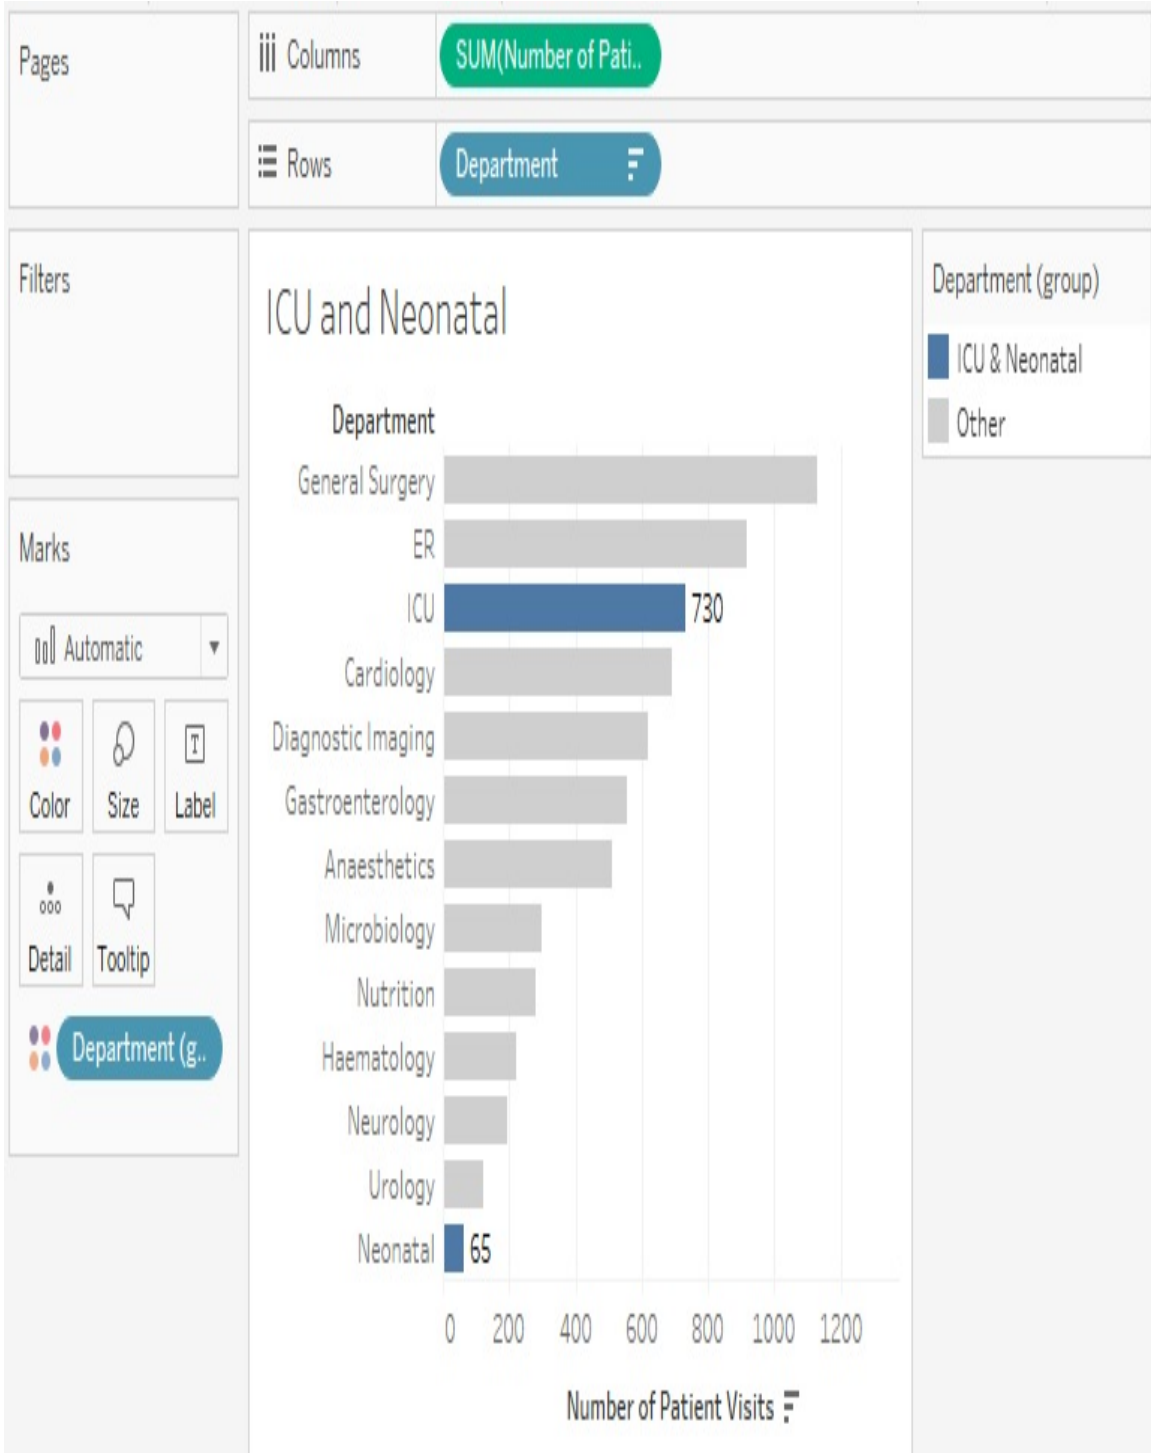 Pages
Columns
SUM(Number of Pati..
Rows
Department
Filters
ICU and Neonatal
Department
General Surgery
ER
ICU
730
Cardiology
Diagnostic Imaging
Gastroenterology
Anaesthetics
Microbiology
Nutrition
Haematology
Neurology
Urology
Neonatal
65
0 200 400 600 800 1000 1200
Number of Patient Visits
Marks
Automatic
Color
Size
T
Label
Detail
Tooltip
Department (g..
Department (group)
ICU & Neonatal
Other